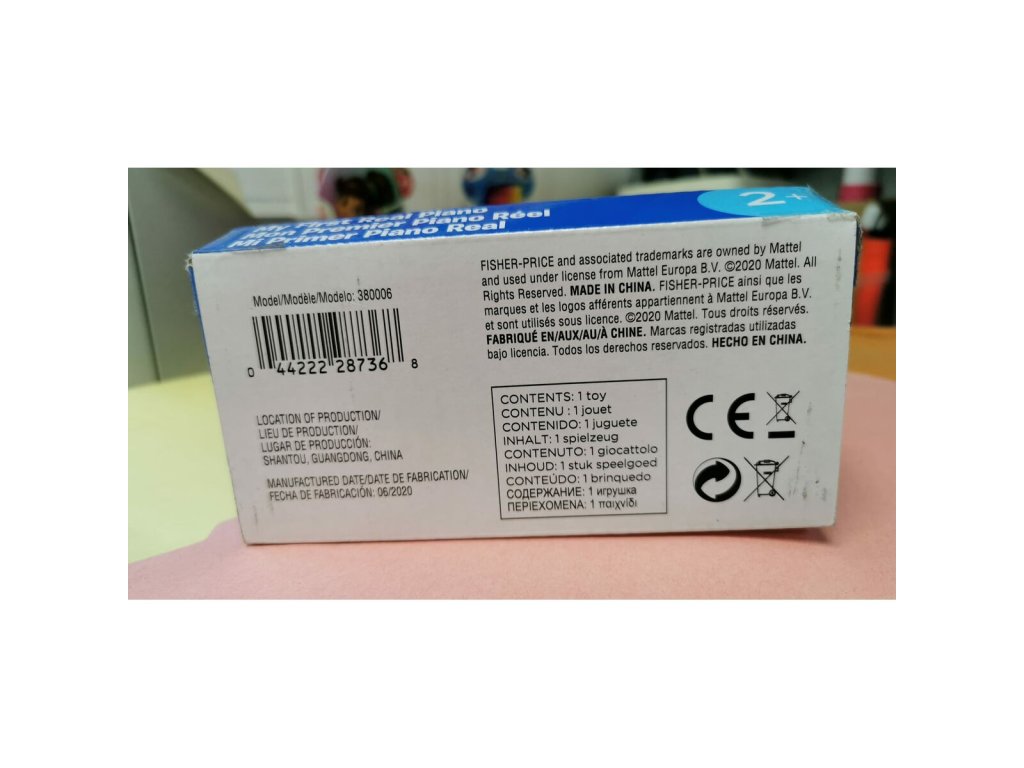 My First Real Piano
Mon Premier Piano Réel
Mi Primer Piano Real
2+
Model/Modèle/Modelo: 380006
0 44222 28736 8
LOCATION OF PRODUCTION/
LIEU DE PRODUCTION/
LUGAR DE PRODUCCIÓN:
SHANTOU, GUANGDONG, CHINA
MANUFACTURED DATE/DATE DE FABRICATION/
FECHA DE FABRICACIÓN: 06/2020
FISHER-PRICE and associated trademarks are owned by Mattel
and used under license from Mattel Europa B.V. ©2020 Mattel. All
Rights Reserved. MADE IN CHINA. FISHER-PRICE ainsi que les
marques et les logos afférents appartiennent à Mattel Europa B.V.
et sont utilisés sous licence. ©2020 Mattel. Tous droits réservés.
FABRIQUÉ EN/AUX/AU/À CHINE. Marcas registradas utilizadas
bajo licencia. Todos los derechos reservados. HECHO EN CHINA.
CONTENTS: 1 toy
CONTENU : 1 jouet
CONTENIDO: 1 juguete
INHALT: 1 spielzeug
CONTENUTO: 1 giocattolo
INHOUD: 1 stuk speelgoed
CONTEÚDO: 1 brinquedo
СОДЕРЖАНИЕ: 1 игрушка
ΠΕΡΙΕΧΟΜΕΝΑ: 1 παιχνίδι
CE